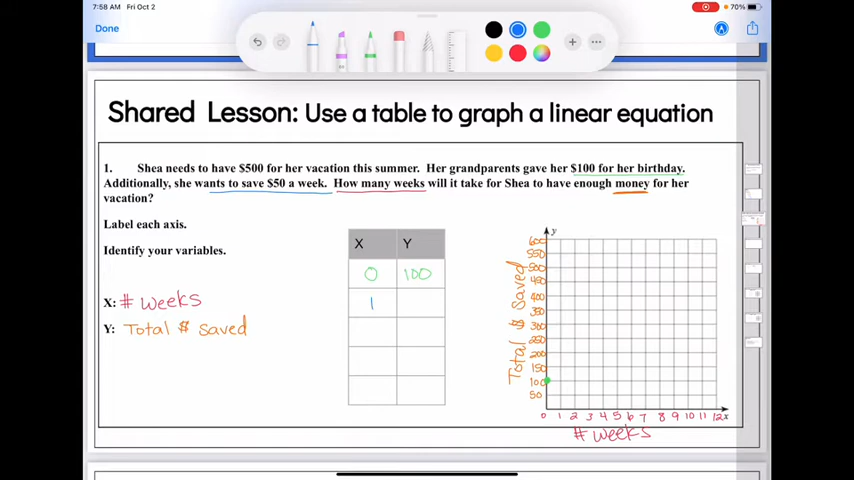 7:58 AM Fri Oct 2
70%
Done
Shared Lesson: Use a table to graph a linear equation
1. Shea needs to have $500 for her vacation this summer. Her grandparents gave her $100 for her birthday.
Additionally, she wants to save $50 a week. How many weeks will it take for Shea to have enough money for her
vacation?
Label each axis.
Identify your variables.
X: # weeks
Y: Total $ Saved
X Y
0 100
1
y
600
550
500
450
400
350
300
250
200
150
100
50
Total $ Saved
0 1 2 3 4 5 6 7 8 9 10 11 12 x
# weeks